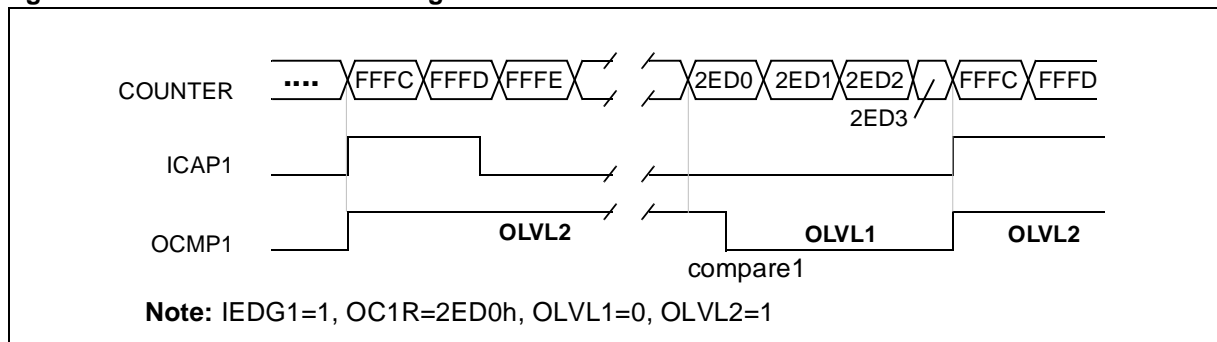 COUNTER .... FFFC FFFD FFFE 2ED0 2ED1 2ED2 FFFC FFFD
2ED3
ICAP1
OCMP1 OLVL2 OLVL1 OLVL2
compare1
Note: IEDG1=1, OC1R=2ED0h, OLVL1=0, OLVL2=1